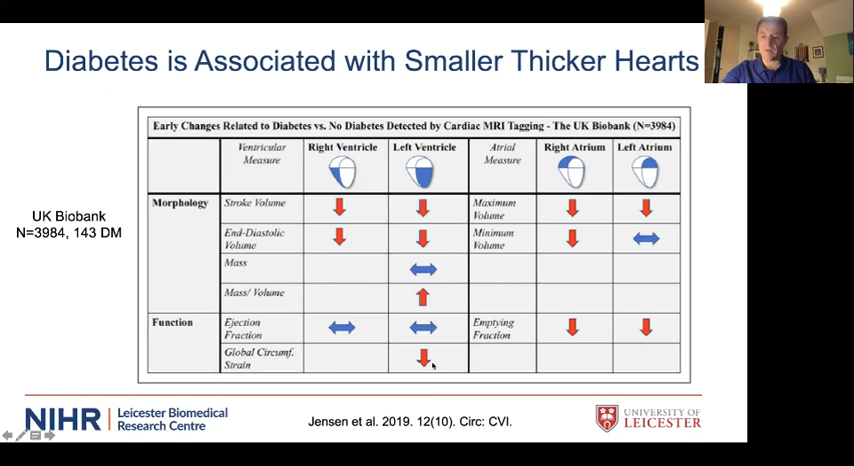 Diabetes is Associated with Smaller Thicker Hearts
UK Biobank
N=3984, 143 DM
Early Changes Related to Diabetes vs. No Diabetes Detected by Cardiac MRI Tagging - The UK Biobank (N=3984)
Ventricular
Measure
Right Ventricle
Left Ventricle
Atrial
Measure
Right Atrium
Left Atrium
Morphology
Stroke Volume
Maximum
Volume
End-Diastolic
Volume
Minimum
Volume
Mass
Mass/ Volume
Function
Ejection
Fraction
Emptying
Fraction
Global Circumf.
Strain
NIHR
Leicester Biomedical
Research Centre
Jensen et al. 2019. 12(10). Circ: CVI.
UNIVERSITY OF
LEICESTER